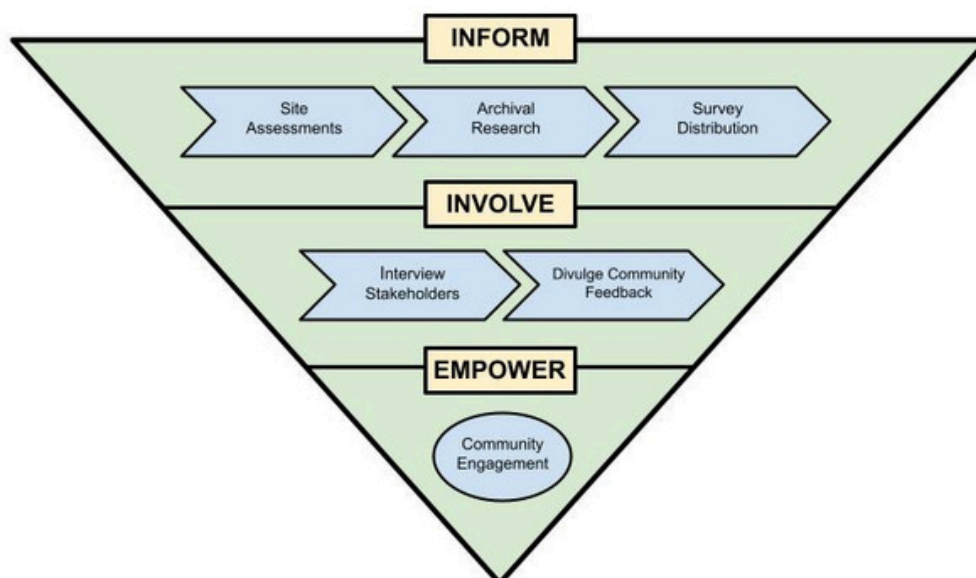 INFORM
Site
Assessments
Archival
Research
Survey
Distribution
INVOLVE
Interview
Stakeholders
Divulge Community
Feedback
EMPOWER
Community
Engagement